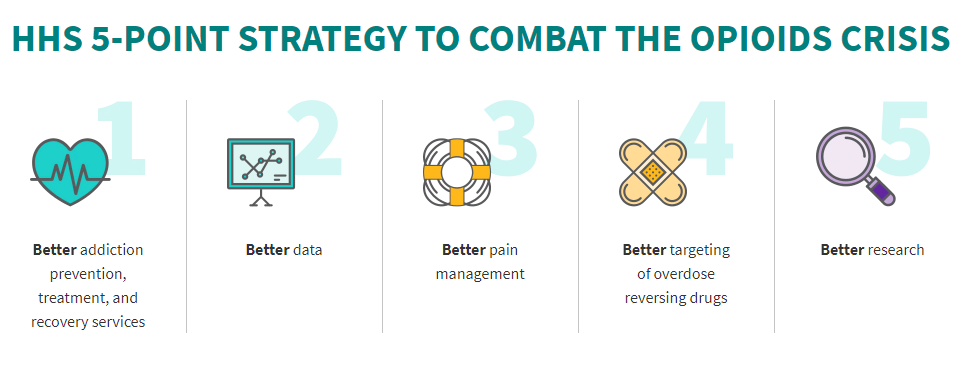 HHS 5-POINT STRATEGY TO COMBAT THE OPIOIDS CRISIS
1
Better addiction
prevention,
treatment, and
recovery services
2
Better data
3
Better pain
management
4
Better targeting
of overdose
reversing drugs
5
Better research